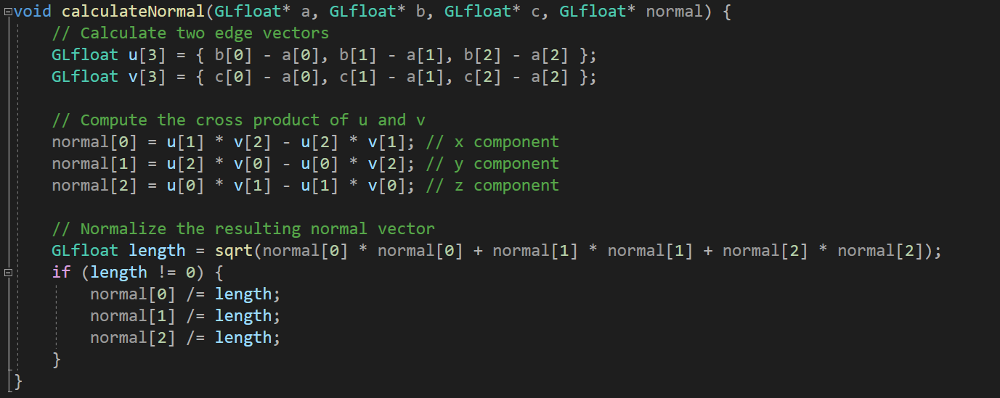 void calculateNormal(GLfloat* a, GLfloat* b, GLfloat* c, GLfloat* normal) {
    // Calculate two edge vectors
    GLfloat u[3] = { b[0] - a[0], b[1] - a[1], b[2] - a[2] };
    GLfloat v[3] = { c[0] - a[0], c[1] - a[1], c[2] - a[2] };

    // Compute the cross product of u and v
    normal[0] = u[1] * v[2] - u[2] * v[1]; // x component
    normal[1] = u[2] * v[0] - u[0] * v[2]; // y component
    normal[2] = u[0] * v[1] - u[1] * v[0]; // z component

    // Normalize the resulting normal vector
    GLfloat length = sqrt(normal[0] * normal[0] + normal[1] * normal[1] + normal[2] * normal[2]);
    if (length != 0) {
        normal[0] /= length;
        normal[1] /= length;
        normal[2] /= length;
    }
}